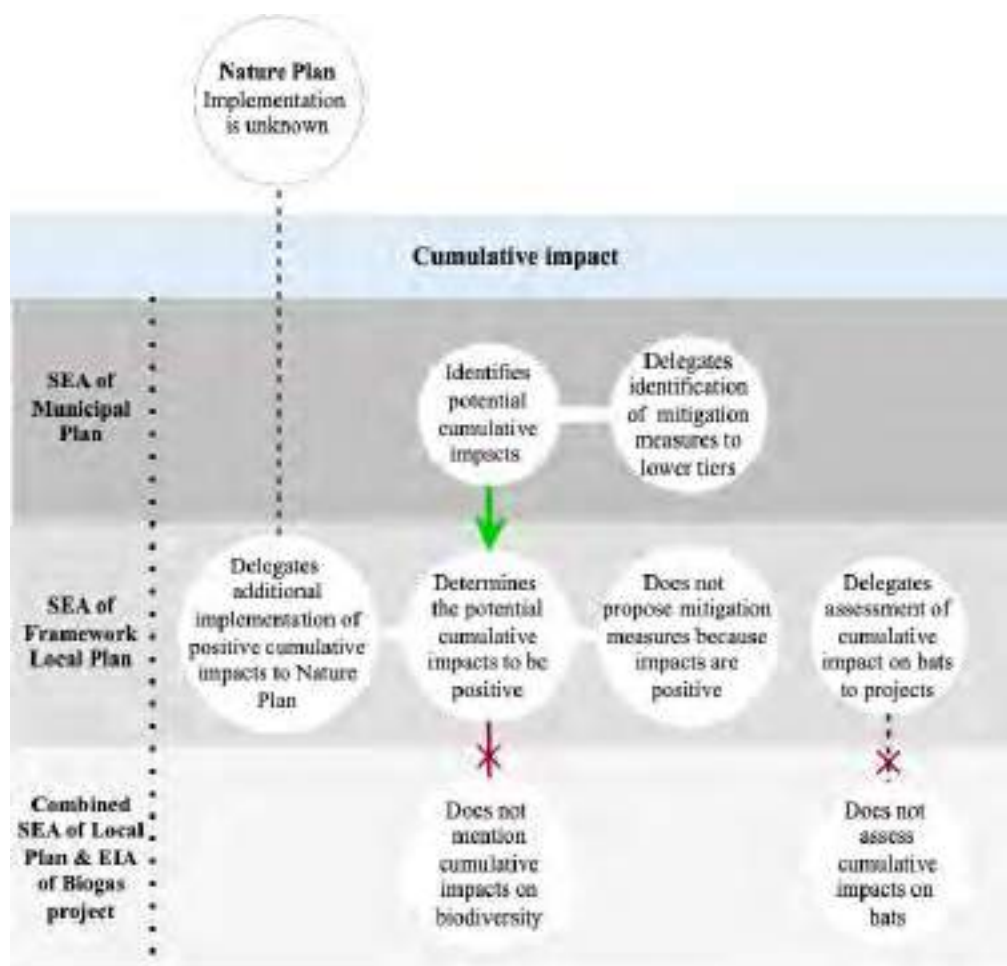 Nature Plan
Implementation
is unknown
Cumulative impact
SEA of
Municipal
Plan
Identifies
potential
cumulative
impacts
Delegates
identification
of mitigation
measures to
lower tiers
SEA of
Framework
Local Plan
Delegates
additional
implementation of
positive cumulative
impacts to Nature
Plan
Determines
the potential
cumulative
impacts to be
positive
Does not
propose mitigation
measures because
impacts are
positive
Delegates
assessment of
cumulative
impact on bats
to projects
Combined
SEA of Local
Plan & EIA
of Biogas
project
Does not
mention
cumulative
impacts on
biodiversity
Does not
assess
cumulative
impacts on
bats